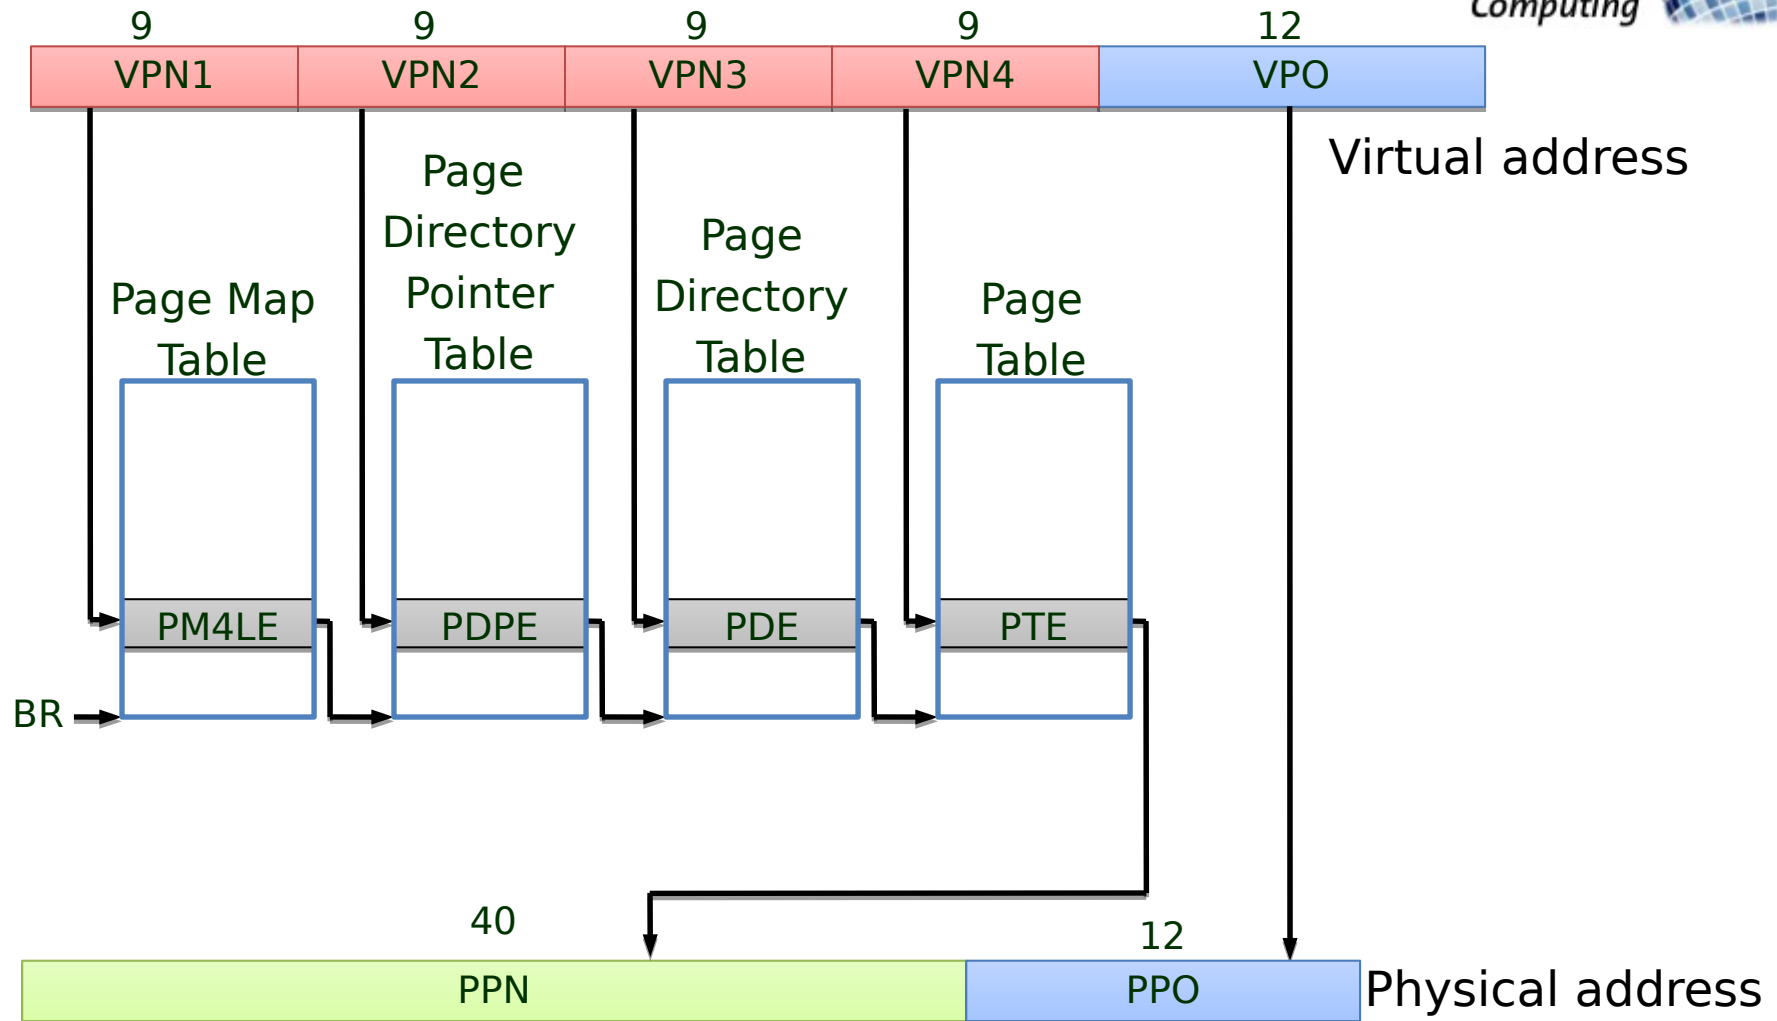 Computing
9 9 9 9 12
VPN1 VPN2 VPN3 VPN4 VPO
Virtual address
Page Map
Table
Page
Directory
Pointer
Table
Page
Directory
Table
Page
Table
PM4LE PDPE PDE PTE
BR
40 12
PPN PPO Physical address